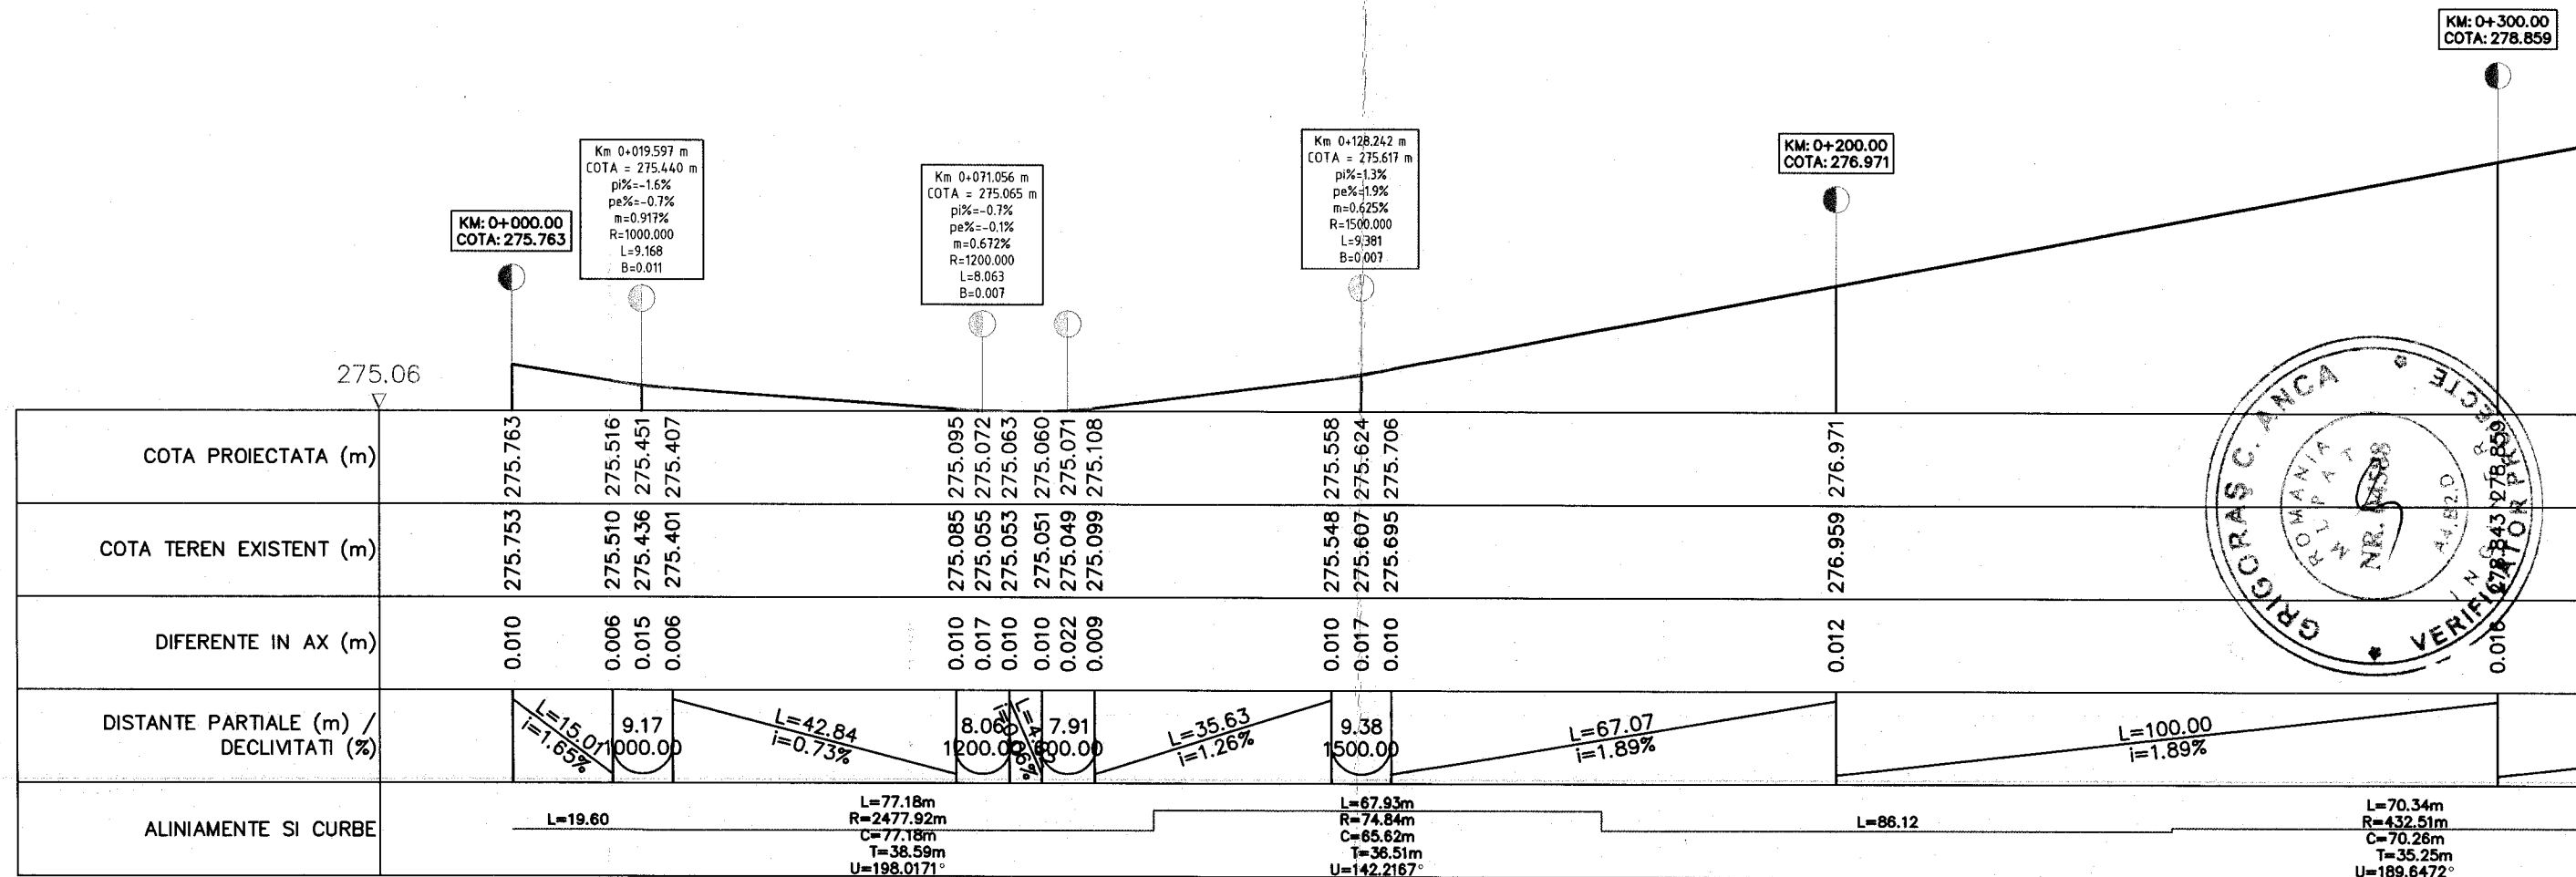 KM: 0+300.00
COTA: 278.859
Km 0+128.242 m
COTA = 275.617 m
pi%=1.3%
pe%=1.9%
m=0.625%
R=1500.000
L=9.381
B=0.007
KM: 0+200.00
COTA: 276.971
Km 0+019.597 m
COTA = 275.440 m
pi%=-1.6%
pe%=-0.7%
m=0.917%
R=1000.000
L=9.168
B=0.011
Km 0+071.056 m
COTA = 275.065 m
pi%=-0.7%
pe%=-0.1%
m=0.672%
R=1200.000
L=8.063
B=0.007
KM: 0+000.00
COTA: 275.763
275.06
COTA PROIECTATA (m)
275.763
275.516
275.451
275.407
275.095
275.072
275.063
275.060
275.071
275.108
275.558
275.624
275.706
276.971
278.859
COTA TEREN EXISTENT (m)
275.753
275.510
275.436
275.401
275.085
275.055
275.053
275.051
275.049
275.099
275.548
275.607
275.695
276.959
278.843
DIFERENTE IN AX (m)
0.010
0.006
0.015
0.006
0.010
0.017
0.010
0.010
0.022
0.009
0.010
0.017
0.010
0.012
0.016
GRIGORAȘ C. ANCA
VERIFICATOR PROIECTE
ROMANIA
MLPAT
NR.
DISTANTE PARTIALE (m) /
DECLIVITATI (%)
L=15.01
i=1.65%
9.17
1000.00
L=42.84
i=0.73%
8.06
1200.00
7.91
L=35.63
i=1.26%
9.38
1500.00
L=67.07
i=1.89%
L=100.00
i=1.89%
ALINIAMENTE SI CURBE
L=19.60
L=77.18m
R=2477.92m
C=77.18m
T=38.59m
U=198.0171°
L=67.93m
R=74.84m
C=65.62m
T=36.51m
U=142.2167°
L=86.12
L=70.34m
R=432.51m
C=70.26m
T=35.25m
U=189.6472°